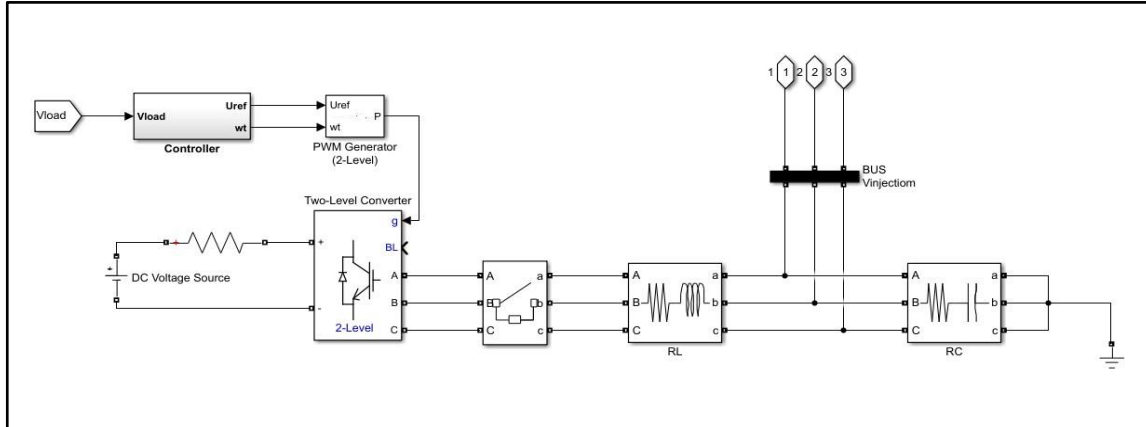 1 1 2 2 3 3
Vload
Vload
Uref
wt
Controller
Uref
wt
P
PWM Generator
(2-Level)
BUS
Vinjectiom
Two-Level Converter
g
BL
+
-
A
B
C
2-Level
+
DC Voltage Source
A
B
C
a
b
c
A
B
C
a
b
c
RL
A
B
C
a
b
c
RC